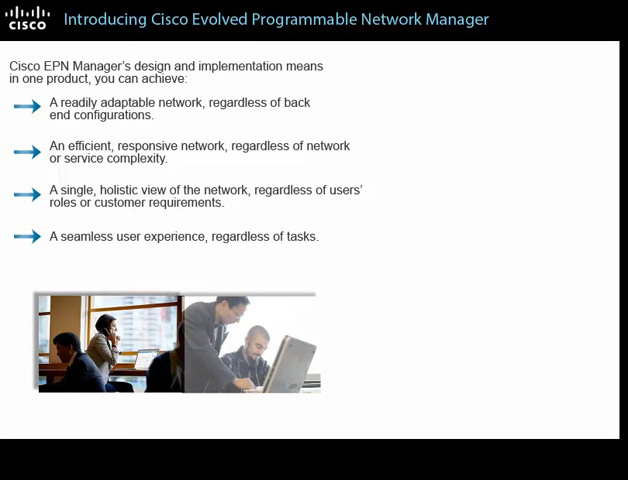 CISCO
Introducing Cisco Evolved Programmable Network Manager
Cisco EPN Manager's design and implementation means
in one product, you can achieve:
A readily adaptable network, regardless of back
end configurations.
An efficient, responsive network, regardless of network
or service complexity.
A single, holistic view of the network, regardless of users'
roles or customer requirements.
A seamless user experience, regardless of tasks.